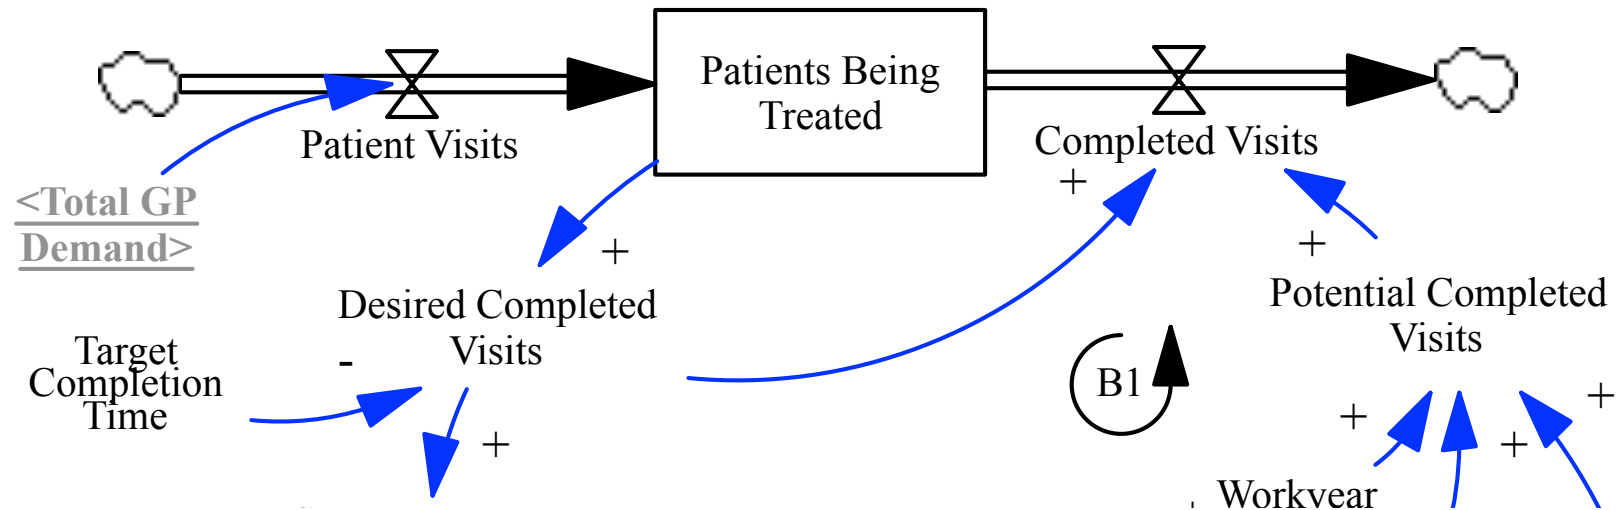 Patients Being
Treated
Patient Visits
Completed Visits
+
<Total GP
Demand>
+
+
Desired Completed
Visits
Potential Completed
Visits
Target
Completion
Time
-
B1
+
+
+
+
Workyear